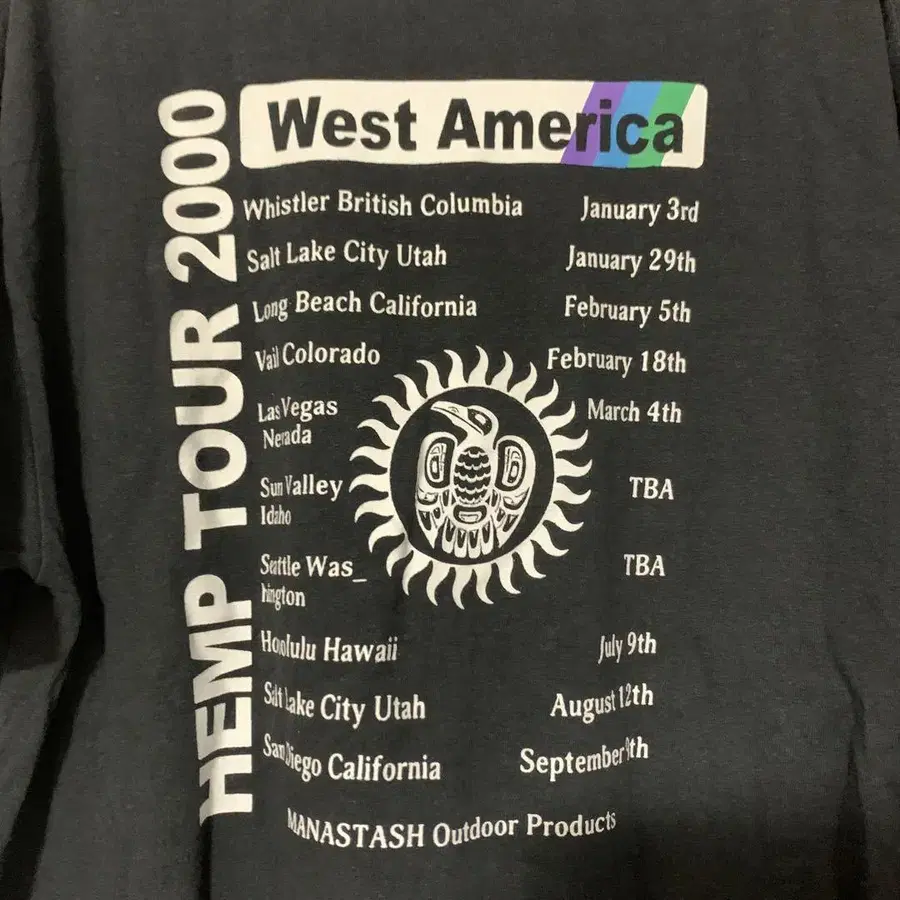 HEMP TOUR 2000
West America
Whistler British Columbia January 3rd
Salt Lake City Utah January 29th
Long Beach California February 5th
Vail Colorado February 18th
Las Vegas March 4th
Nevada
Sun Valley TBA
Idaho
Seattle Was_ TBA
hington
Honolulu Hawaii July 9th
Salt Lake City Utah August 12th
San Diego California September 9th
MANASTASH Outdoor Products